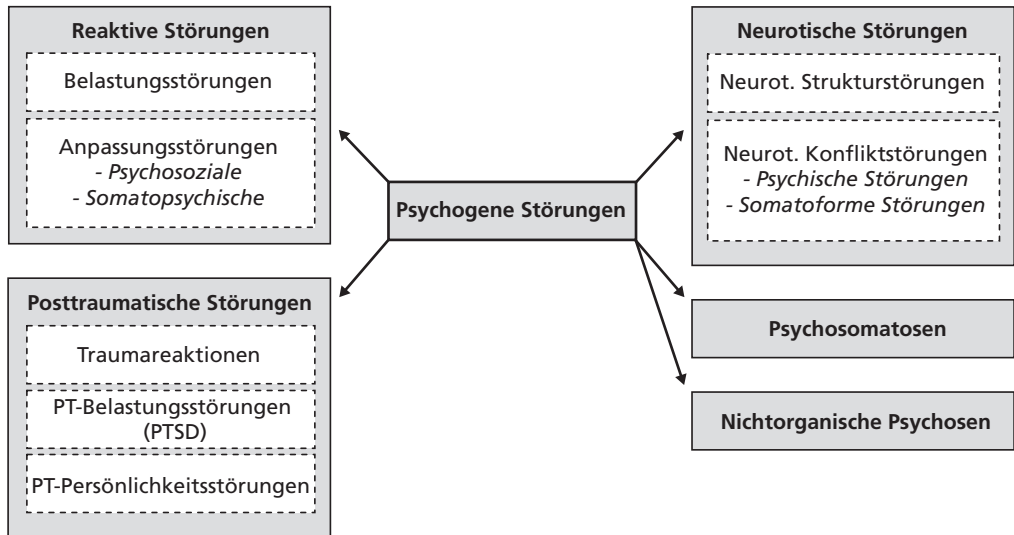 Reaktive Störungen
Belastungsstörungen
Anpassungsstörungen
- Psychosoziale
- Somatopsychische
Posttraumatische Störungen
Traumareaktionen
PT-Belastungsstörungen
(PTSD)
PT-Persönlichkeitsstörungen
Psychogene Störungen
Neurotische Störungen
Neurot. Strukturstörungen
Neurot. Konfliktstörungen
- Psychische Störungen
- Somatoforme Störungen
Psychosomatosen
Nichtorganische Psychosen